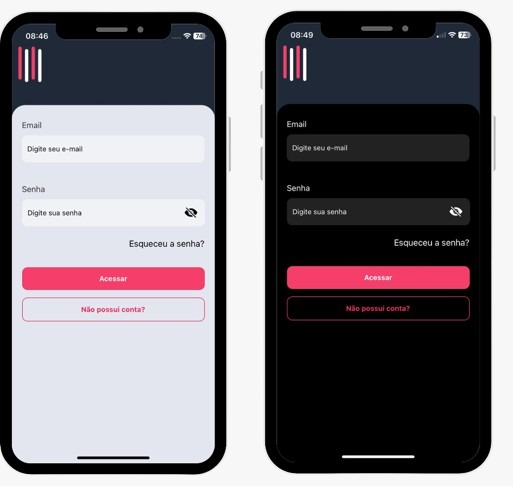 08:46
74
Email
Digite seu e-mail
Senha
Digite sua senha
Esqueceu a senha?
Acessar
Não possui conta?
08:49
73
Email
Digite seu e-mail
Senha
Digite sua senha
Esqueceu a senha?
Acessar
Não possui conta?